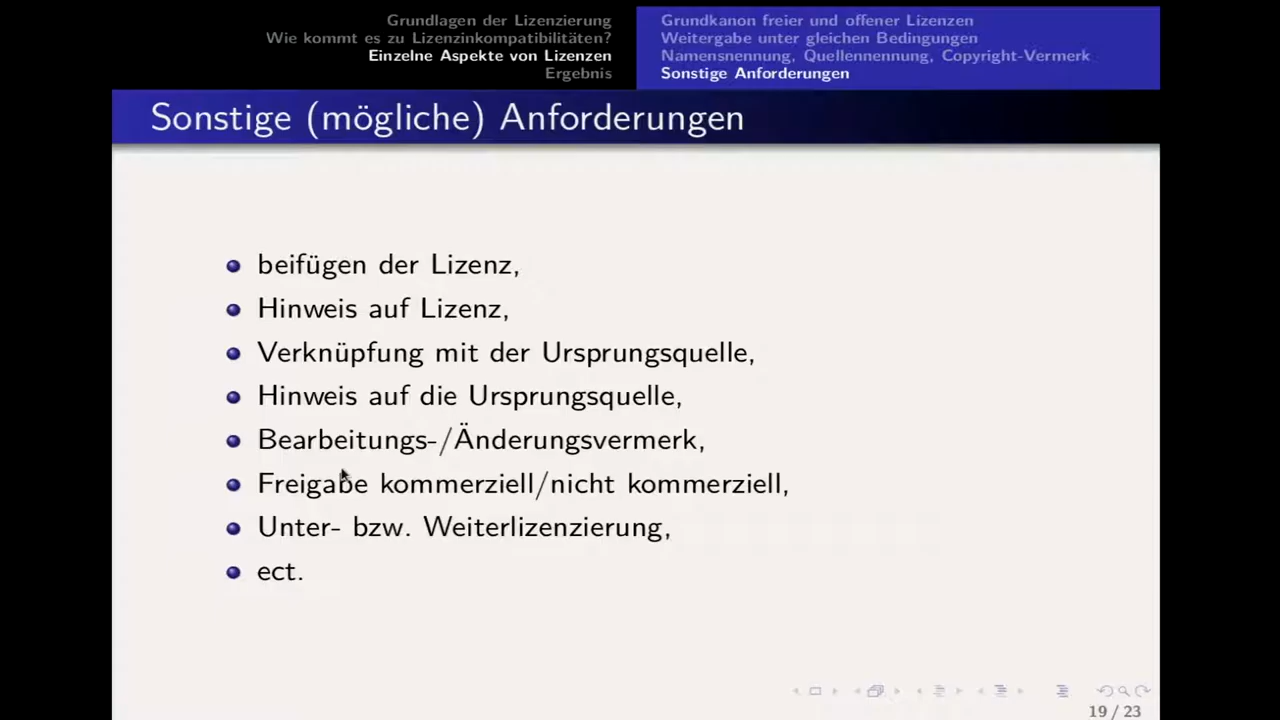 Grundlagen der Lizenzierung
Wie kommt es zu Lizenzinkompatibilitäten?
Einzelne Aspekte von Lizenzen
Ergebnis
Grundkanon freier und offener Lizenzen
Weitergabe unter gleichen Bedingungen
Namensnennung, Quellennennung, Copyright-Vermerk
Sonstige Anforderungen
Sonstige (mögliche) Anforderungen
beifügen der Lizenz,
Hinweis auf Lizenz,
Verknüpfung mit der Ursprungsquelle,
Hinweis auf die Ursprungsquelle,
Bearbeitungs-/Änderungsvermerk,
Freigabe kommerziell/nicht kommerziell,
Unter- bzw. Weiterlizenzierung,
ect.
19 / 23